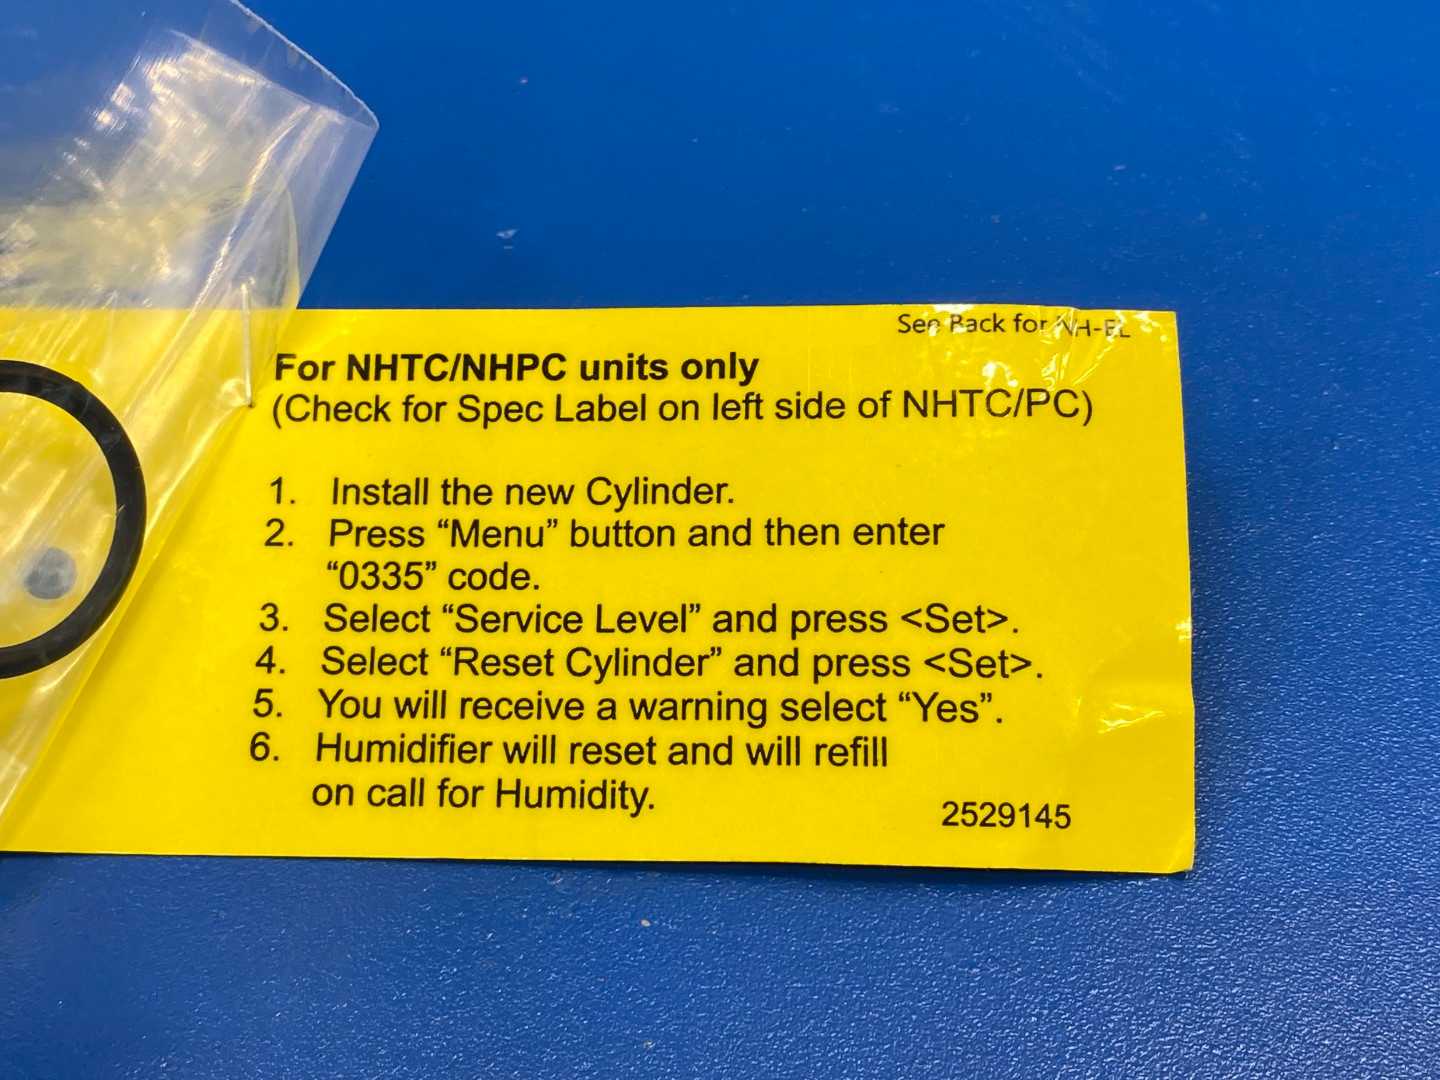 See Back for NH-EL
For NHTC/NHPC units only
(Check for Spec Label on left side of NHTC/PC)
1. Install the new Cylinder.
2. Press “Menu” button and then enter
“0335” code.
3. Select “Service Level” and press <Set>.
4. Select “Reset Cylinder” and press <Set>.
5. You will receive a warning select “Yes”.
6. Humidifier will reset and will refill
on call for Humidity.
2529145